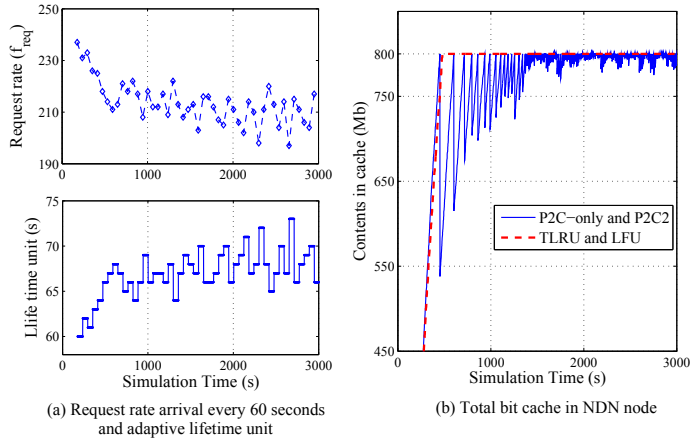 250
230
210
190
0
1000
2000
3000
Request rate (f_req)
75
70
65
60
0
1000
2000
3000
Llife time unit (s)
Simulation Time (s)
(a) Request rate arrival every 60 seconds
and adaptive lifetime unit
800
750
650
550
450
0
1000
2000
3000
Contents in cache (Mb)
P2C−only and P2C2
TLRU and LFU
Simulation Time (s)
(b) Total bit cache in NDN node